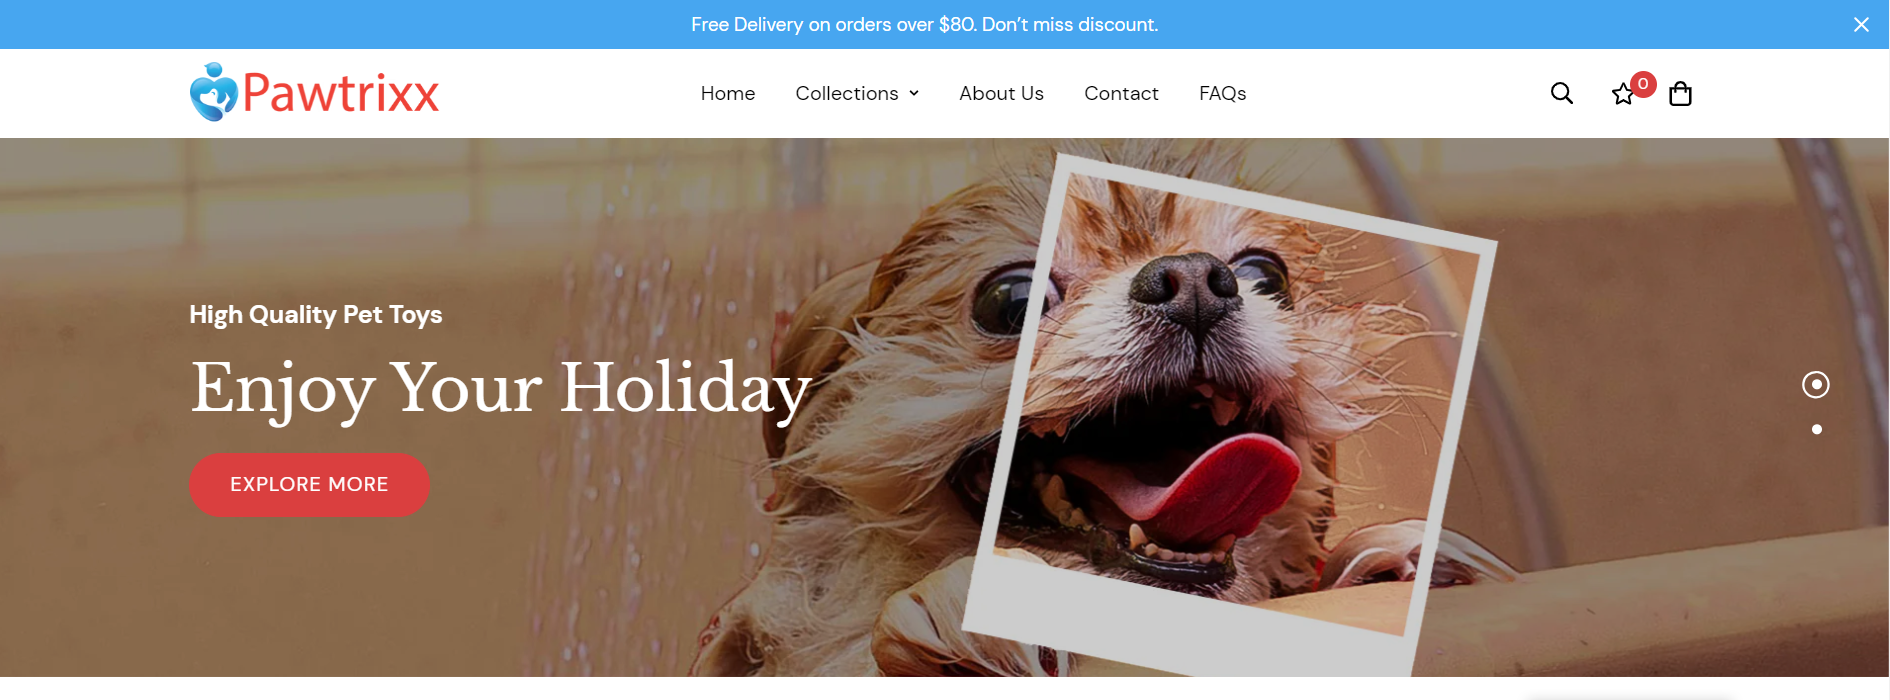 Free Delivery on orders over $80. Don’t miss discount.
Pawtrixx
Home Collections About Us Contact FAQs
0
High Quality Pet Toys
Enjoy Your Holiday
EXPLORE MORE